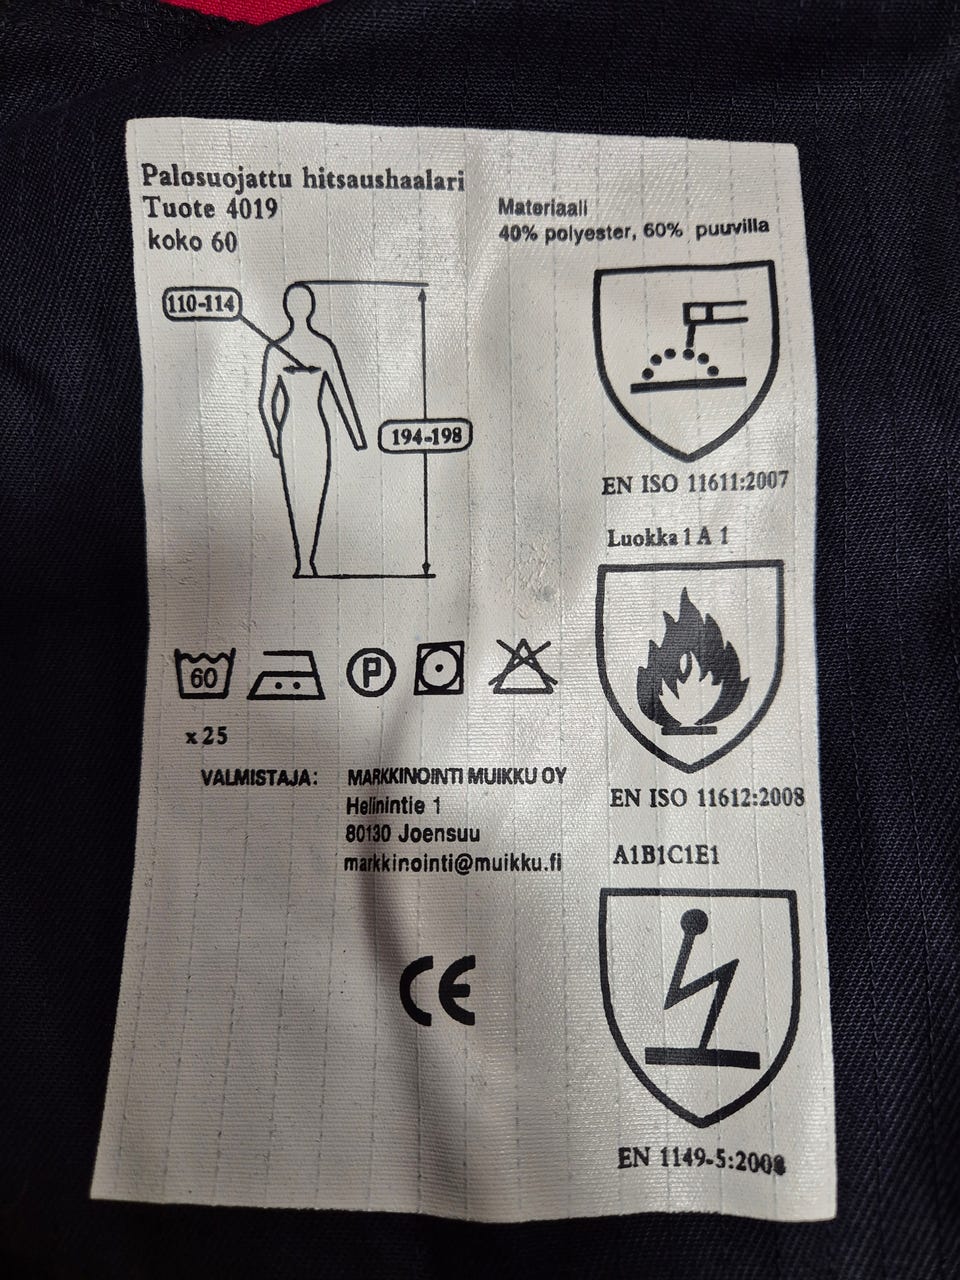 Palosuojattu hitsaushaalari
Tuote 4019
koko 60
Materiaali
40% polyester, 60% puuvilla
110-114
194-198
EN ISO 11611:2007
Luokka 1 A 1
60
P
x25
EN ISO 11612:2008
A1B1C1E1
VALMISTAJA: MARKKINOINTI MUIKKU OY
Helinintie 1
80130 Joensuu
markkinointi@muikku.fi
CE
EN 1149-5:2008